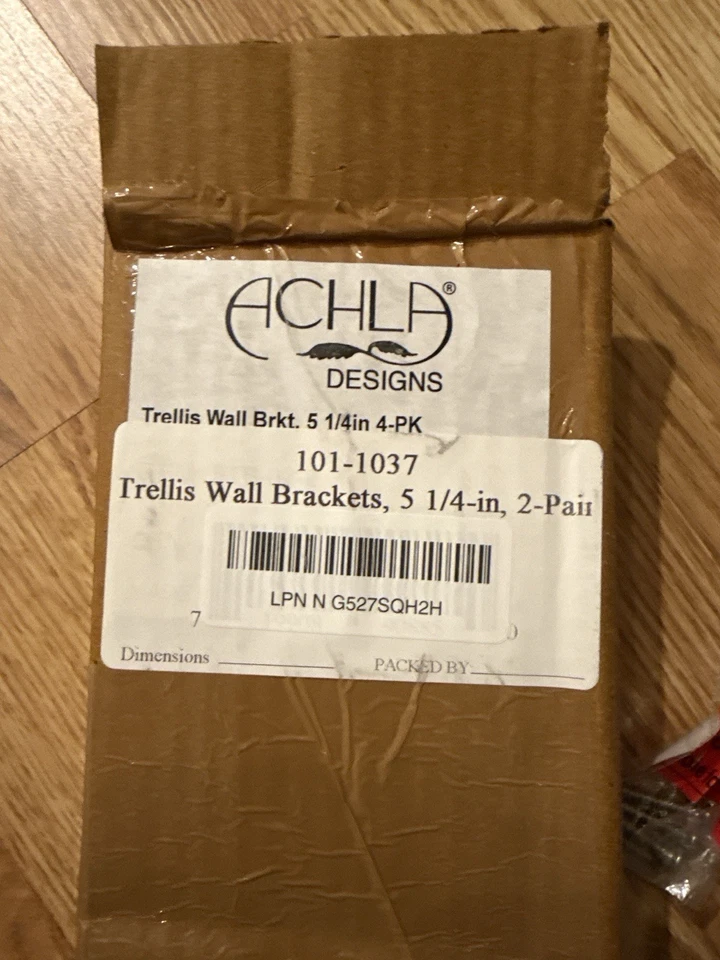 ACHLA®
DESIGNS
Trellis Wall Brkt. 5 1/4in 4-PK
101-1037
Trellis Wall Brackets, 5 1/4-in, 2-Pair
LPN N G527SQH2H
7
Dimensions
PACKED BY